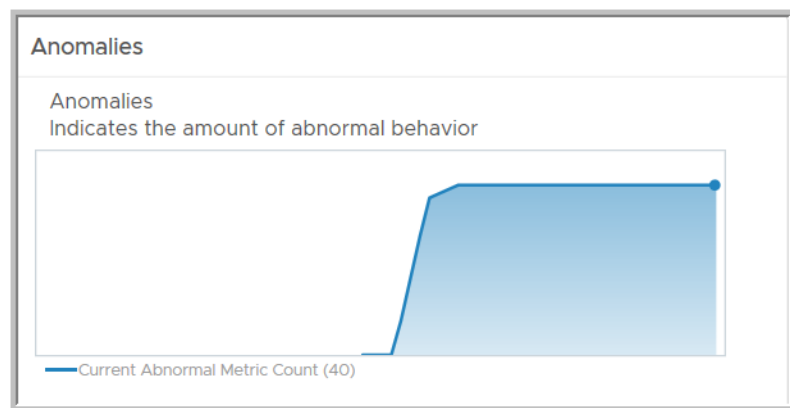 Anomalies
Anomalies
Indicates the amount of abnormal behavior
Current Abnormal Metric Count (40)